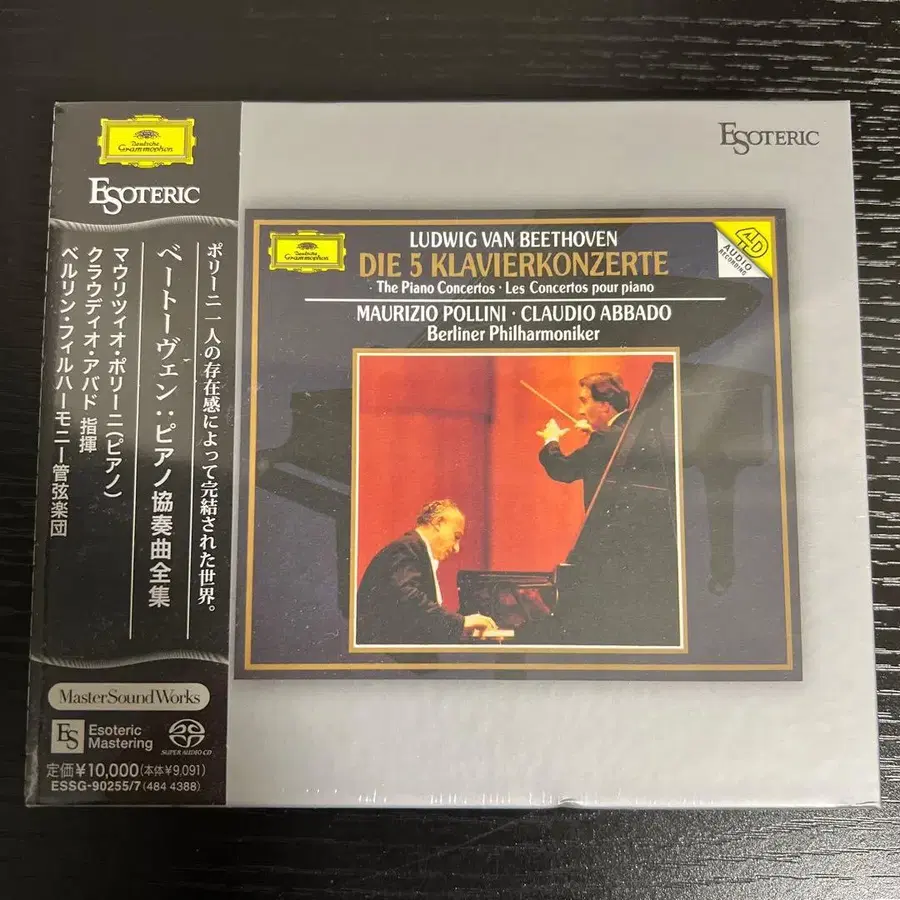 Deutsche
Grammophon
ESOTERIC
ポリーニ一人の存在感によって完結された世界。
ベートーヴェン:ピアノ協奏曲全集
マウリツィオ・ポリーニ(ピアノ)
クラウディオ・アバド 指揮
ベルリン・フィルハーモニー管弦楽団
MasterSoundWorks
ES
Esoteric
Mastering
SUPER AUDIO CD
定価¥10,000(本体¥9,091)
ESSG-90255/7(484 4388)
ESOTERIC
Deutsche
Grammophon
LUDWIG VAN BEETHOVEN
DIE 5 KLAVIERKONZERTE
The Piano Concertos · Les Concertos pour piano
MAURIZIO POLLINI · CLAUDIO ABBADO
Berliner Philharmoniker
4D
AUDIO
RECORDING